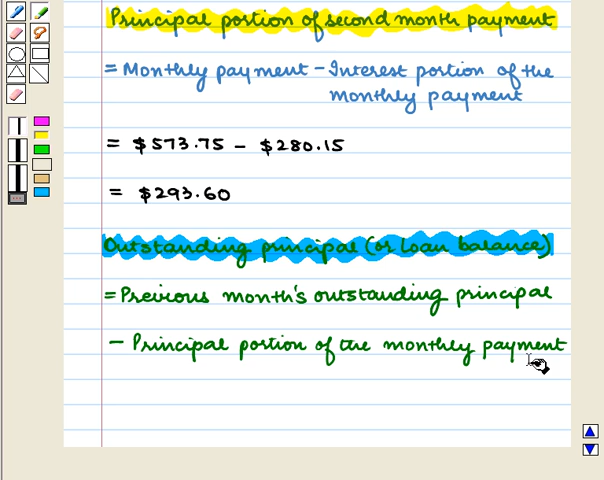 Principal portion of second month payment
= Monthly payment - Interest portion of the
monthly payment
= $573.75 - $280.15
= $293.60
Outstanding principal (or loan balance)
= Previous month's outstanding principal
- Principal portion of the monthly payment